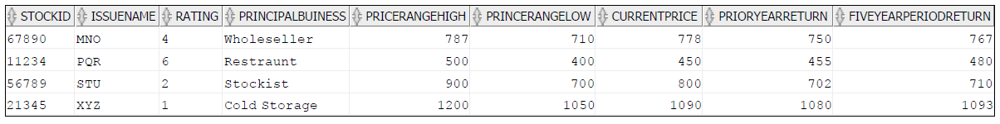 STOCKID ISSUENAME RATING PRINCIPALBUINESS PRICERANGEHIGH PRINCERANGELOW CURRENTPRICE PRIORYEARRETURN FIVEYEARPERIODRETURN
67890 MNO 4 Wholeseller 787 710 778 750 767
11234 PQR 6 Restraunt 500 400 450 455 480
56789 STU 2 Stockist 900 700 800 702 710
21345 XYZ 1 Cold Storage 1200 1050 1090 1080 1093